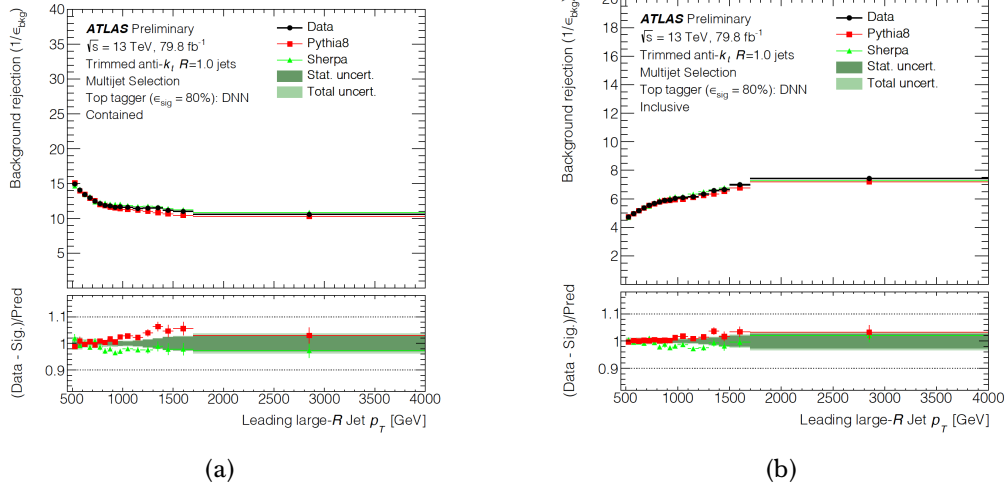 ATLAS Preliminary
√s = 13 TeV, 79.8 fb⁻¹
Trimmed anti-kₜ R=1.0 jets
Multijet Selection
Top tagger (ϵsig = 80%): DNN
Contained
Data
Pythia8
Sherpa
Stat. uncert.
Total uncert.
Background rejection (1/ϵbkg)
40
35
30
25
20
15
10
5
(Data - Sig.)/Pred
1.1
1
0.9
500 1000 1500 2000 2500 3000 3500 4000
Leading large-R Jet pT [GeV]
(a)
ATLAS Preliminary
√s = 13 TeV, 79.8 fb⁻¹
Trimmed anti-kₜ R=1.0 jets
Multijet Selection
Top tagger (ϵsig = 80%): DNN
Inclusive
Data
Pythia8
Sherpa
Stat. uncert.
Total uncert.
Background rejection (1/ϵbkg)
20
18
16
14
12
10
8
6
4
2
(Data - Sig.)/Pred
1.1
1
0.9
500 1000 1500 2000 2500 3000 3500 4000
Leading large-R Jet pT [GeV]
(b)